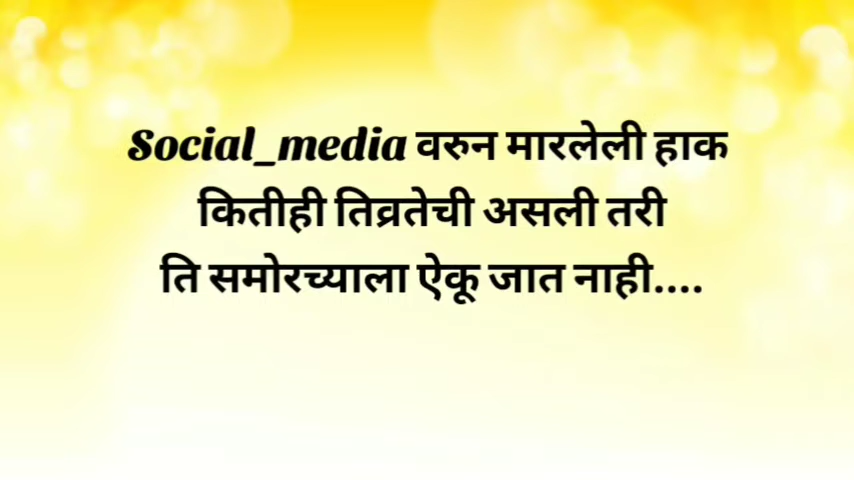 Social_media वरुन मारलेली हाक
कितीही तिव्रतेची असली तरी
ति समोरच्याला ऐकू जात नाही....